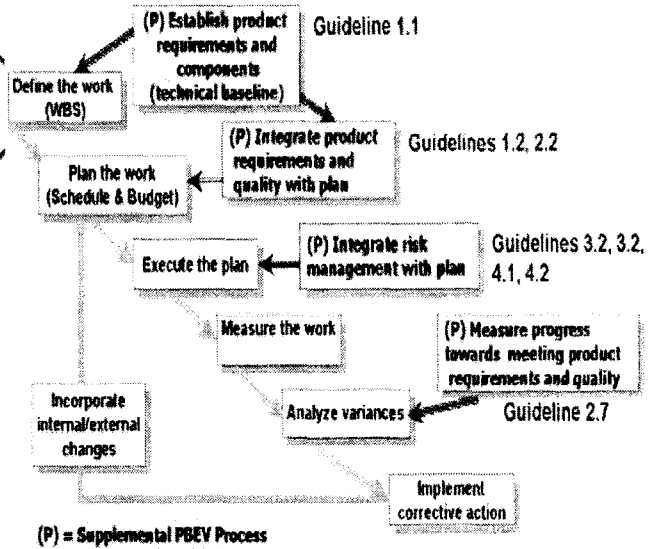 (P) Establish product
requirements and
components
(technical baseline)
Guideline 1.1
Define the work
(WBS)
(P) Integrate product
requirements and
quality with plan
Guidelines 1.2, 2.2
Plan the work
(Schedule & Budget)
(P) Integrate risk
management with plan
Guidelines 3.2, 3.2,
4.1, 4.2
Execute the plan
Measure the work
(P) Measure progress
towards meeting product
requirements and quality
Guideline 2.7
Analyze variances
Incorporate
internal/external
changes
Implement
corrective action
(P) = Supplemental PBEV Process